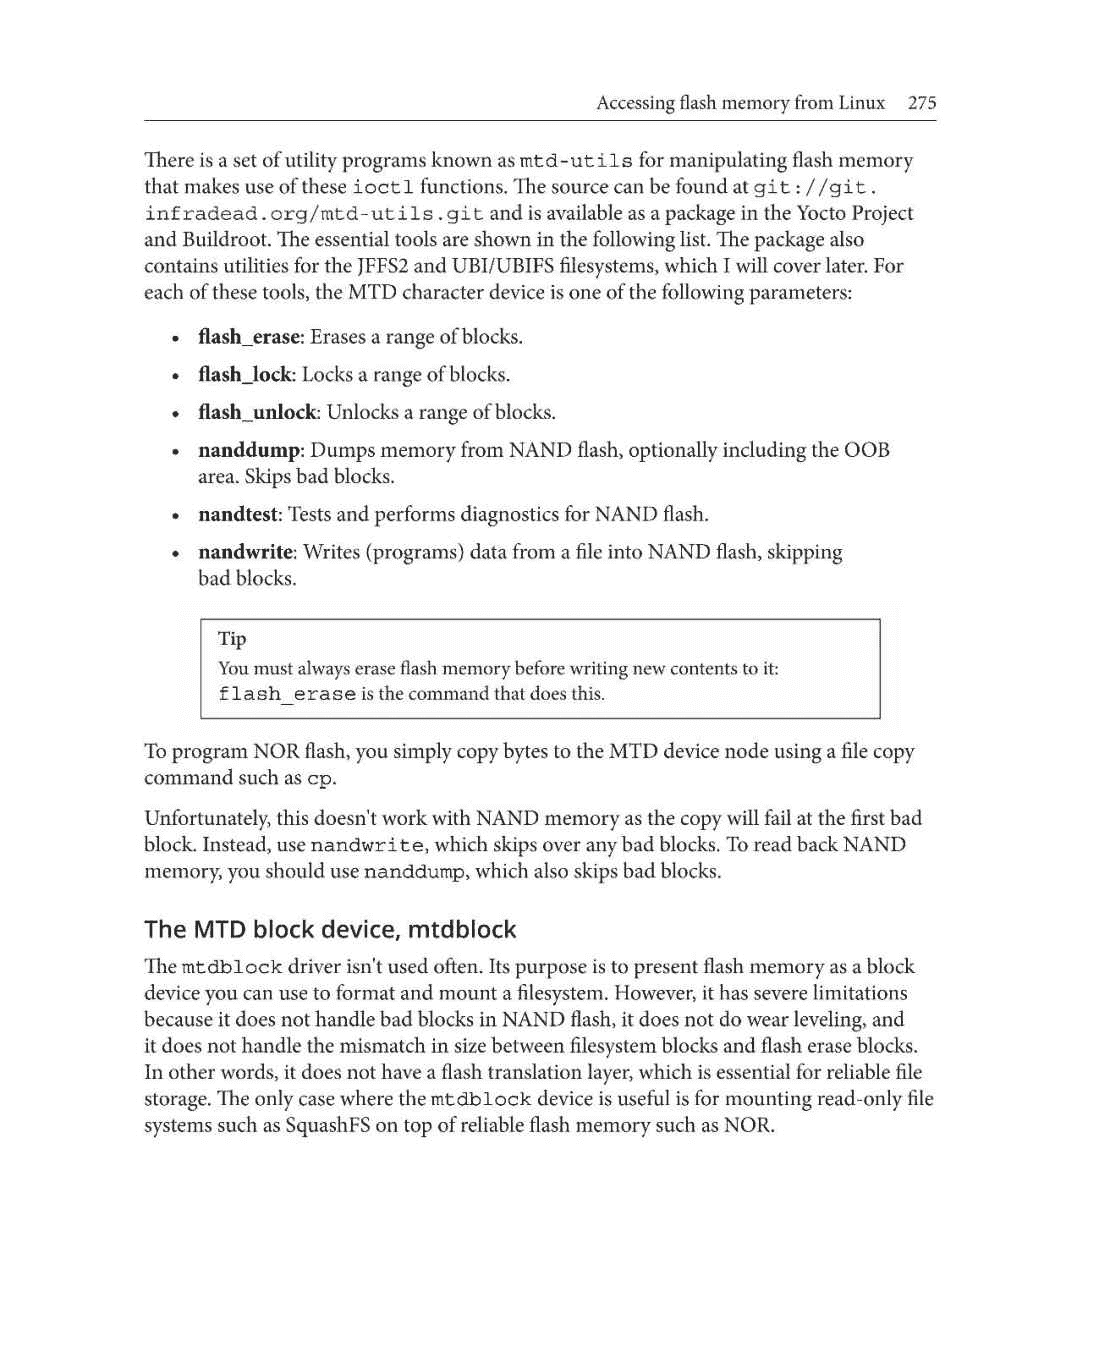 Accessing flash memory from Linux 275
There is a set of utility programs known as mtd-utils for manipulating flash memory
that makes use of these ioctl functions. The source can be found at git://git.
infradead.org/mtd-utils.git and is available as a package in the Yocto Project
and Buildroot. The essential tools are shown in the following list. The package also
contains utilities for the JFFS2 and UBI/UBIFS filesystems, which I will cover later. For
each of these tools, the MTD character device is one of the following parameters:
• flash_erase: Erases a range of blocks.
• flash_lock: Locks a range of blocks.
• flash_unlock: Unlocks a range of blocks.
• nanddump: Dumps memory from NAND flash, optionally including the OOB
area. Skips bad blocks.
• nandtest: Tests and performs diagnostics for NAND flash.
• nandwrite: Writes (programs) data from a file into NAND flash, skipping
bad blocks.
Tip
You must always erase flash memory before writing new contents to it:
flash_erase is the command that does this.
To program NOR flash, you simply copy bytes to the MTD device node using a file copy
command such as cp.
Unfortunately, this doesn't work with NAND memory as the copy will fail at the first bad
block. Instead, use nandwrite, which skips over any bad blocks. To read back NAND
memory, you should use nanddump, which also skips bad blocks.
The MTD block device, mtdblock
The mtdblock driver isn't used often. Its purpose is to present flash memory as a block
device you can use to format and mount a filesystem. However, it has severe limitations
because it does not handle bad blocks in NAND flash, it does not do wear leveling, and
it does not handle the mismatch in size between filesystem blocks and flash erase blocks.
In other words, it does not have a flash translation layer, which is essential for reliable file
storage. The only case where the mtdblock device is useful is for mounting read-only file
systems such as SquashFS on top of reliable flash memory such as NOR.